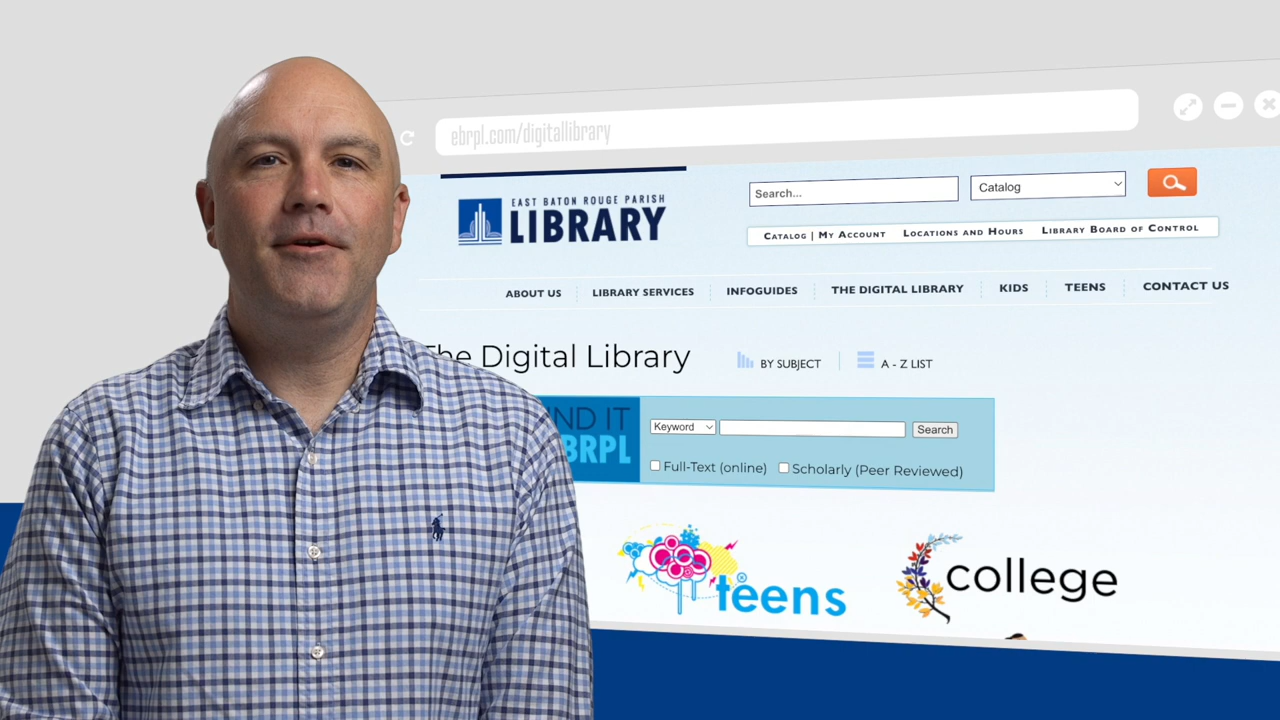 ebrpl.com/digitallibrary
EAST BATON ROUGE PARISH
LIBRARY
Search...
Catalog
CATALOG | MY ACCOUNT
LOCATIONS AND HOURS
LIBRARY BOARD OF CONTROL
ABOUT US
LIBRARY SERVICES
INFOGUIDES
THE DIGITAL LIBRARY
KIDS
TEENS
CONTACT US
The Digital Library
BY SUBJECT
A - Z LIST
ND IT
BRPL
Keyword
Search
Full-Text (online)
Scholarly (Peer Reviewed)
teens
college